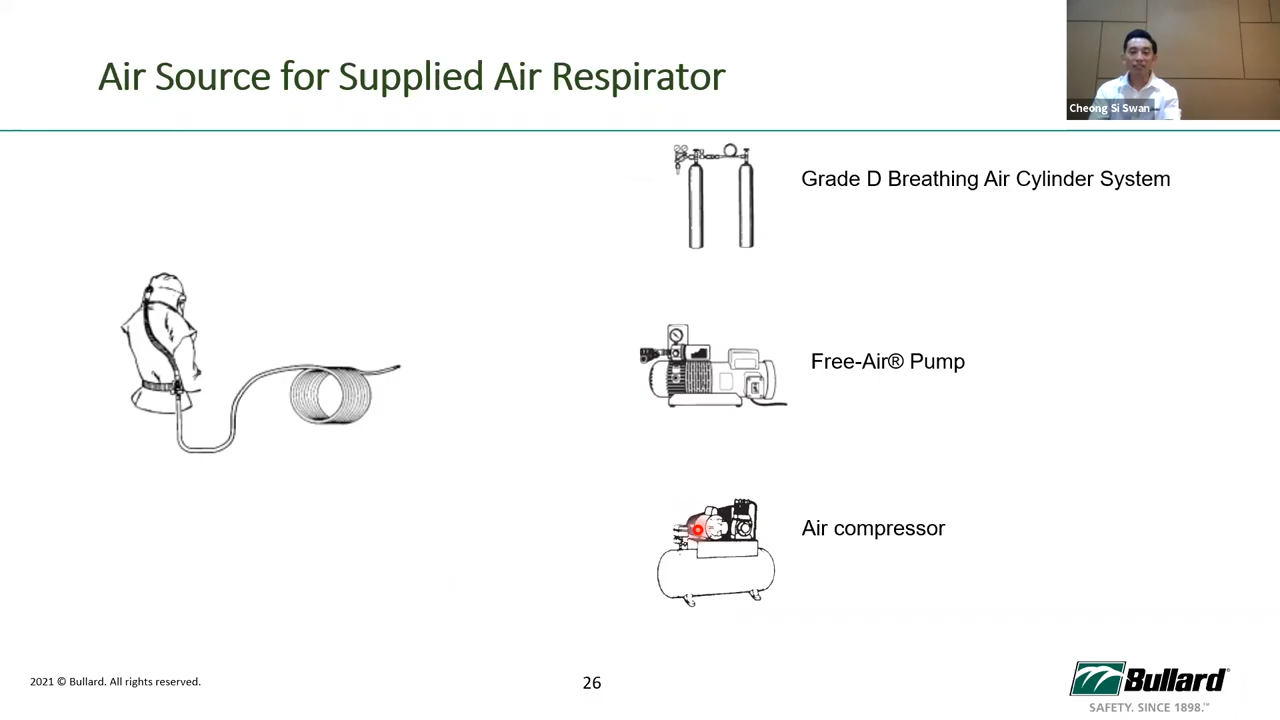 Air Source for Supplied Air Respirator
Cheong Si Swan
Grade D Breathing Air Cylinder System
Free-Air® Pump
Air compressor
2021 © Bullard. All rights reserved.
26
Bullard®
SAFETY. SINCE 1898.™